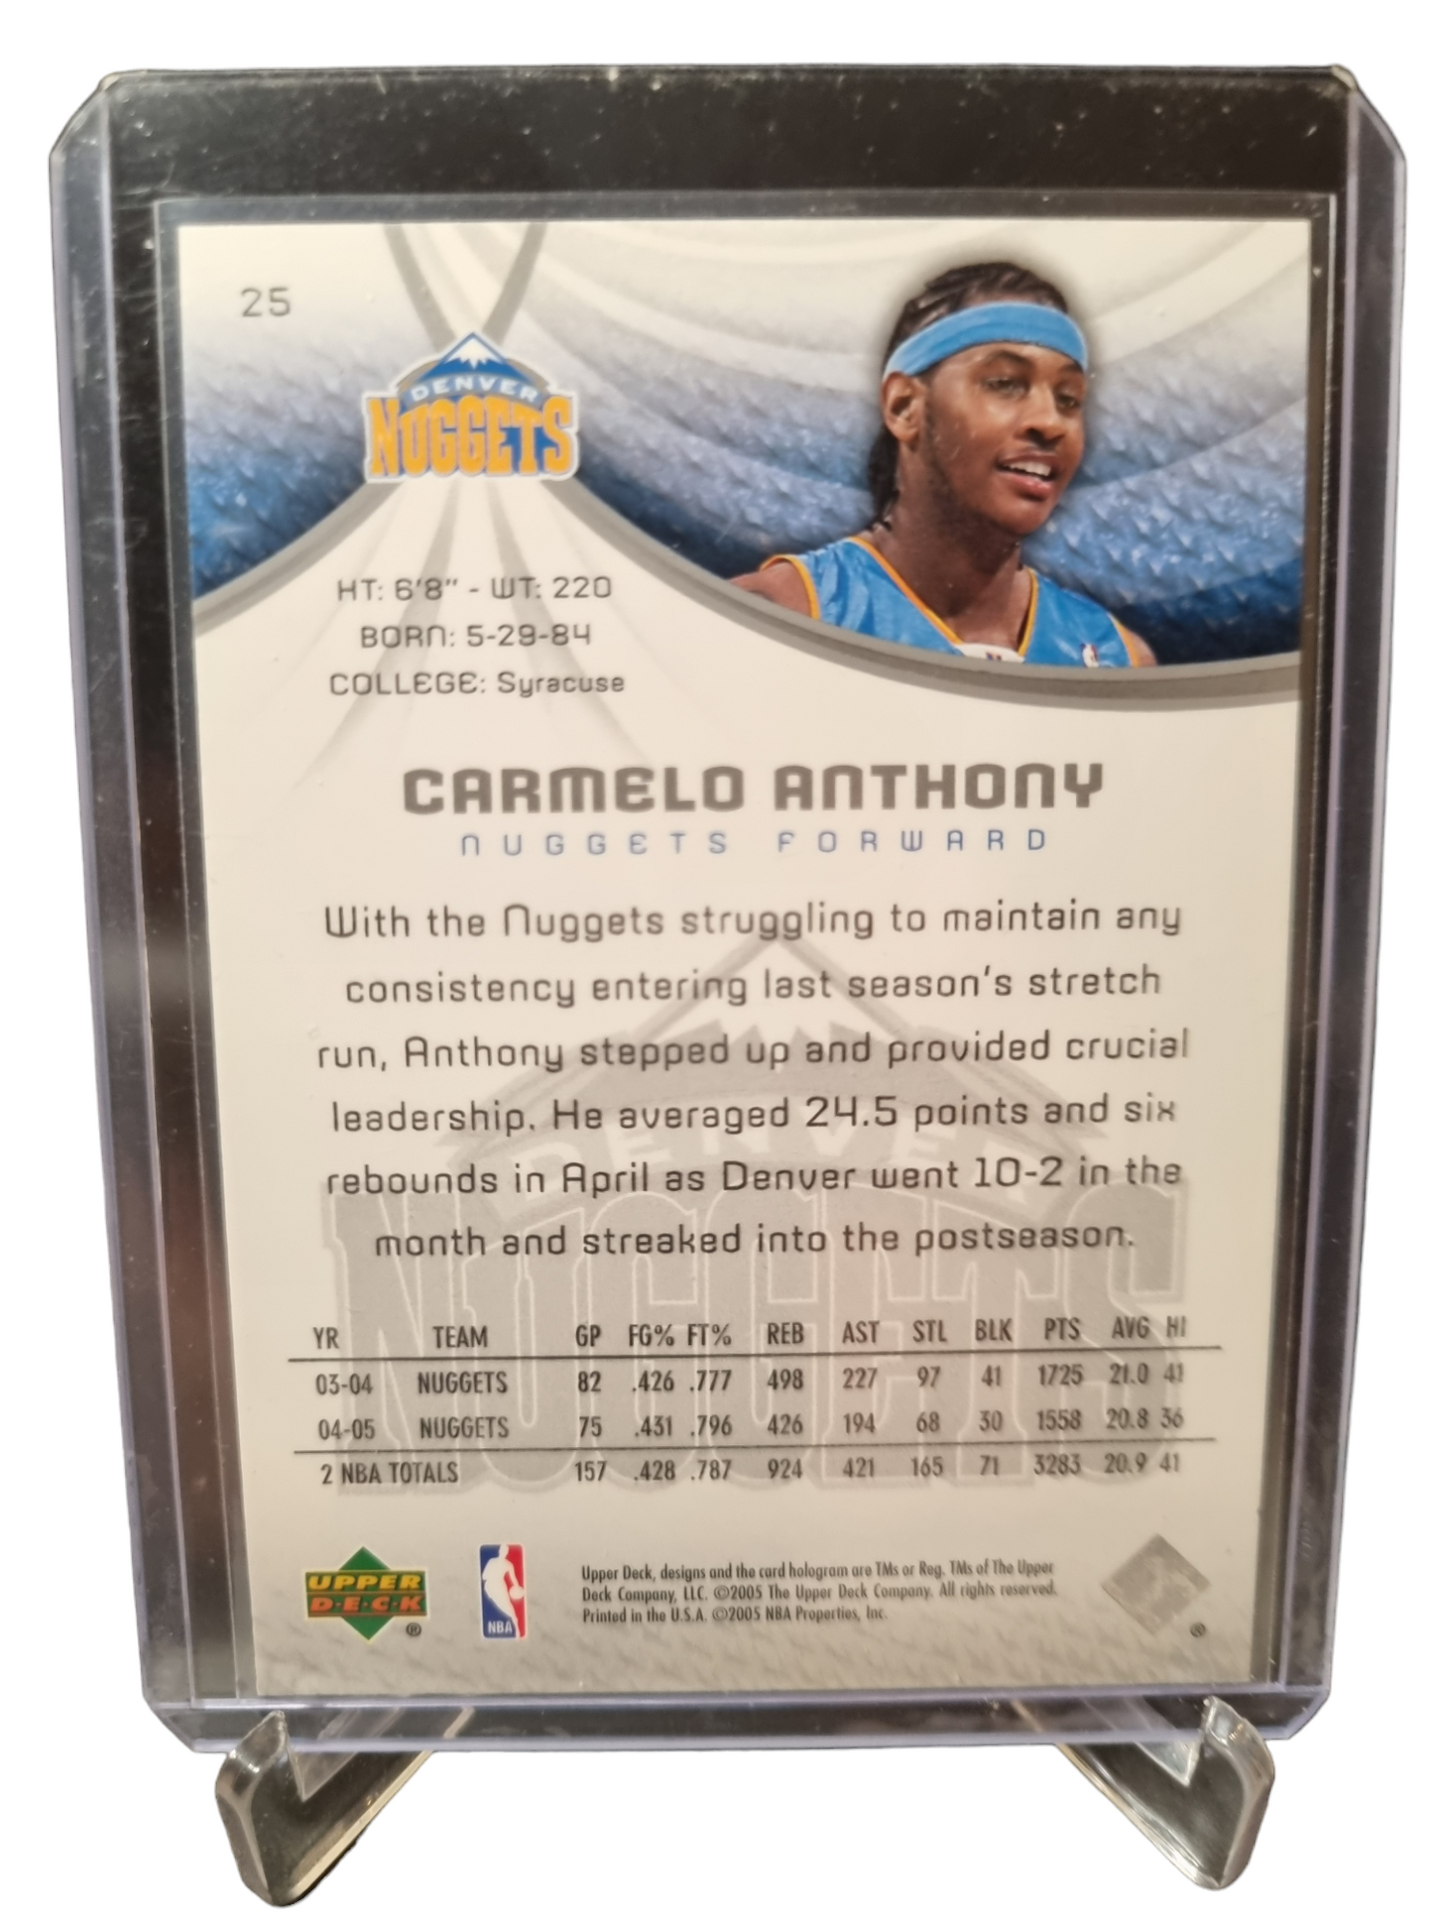 25
DENVER
NUGGETS
HT: 6'8" - WT: 220
BORN: 5-29-84
COLLEGE: Syracuse
CARMELO ANTHONY
NUGGETS FORWARD
With the Nuggets struggling to maintain any
consistency entering last season's stretch
run, Anthony stepped up and provided crucial
leadership. He averaged 24.5 points and six
rebounds in April as Denver went 10-2 in the
month and streaked into the postseason.
DENVER
NUGGETS
YR TEAM GP FG% FT% REB AST STL BLK PTS AVG HI
03-04 NUGGETS 82 .426 .777 498 227 97 41 1725 21.0 41
04-05 NUGGETS 75 .431 .796 426 194 68 30 1558 20.8 36
2 NBA TOTALS 157 .428 .787 924 421 165 71 3283 20.9 41
UPPER
D·E·C·K
®
NBA
Upper Deck, designs and the card hologram are TMs or Reg. TMs of The Upper
Deck Company, LLC. ©2005 The Upper Deck Company. All rights reserved.
Printed in the U.S.A. ©2005 NBA Properties, Inc.
®